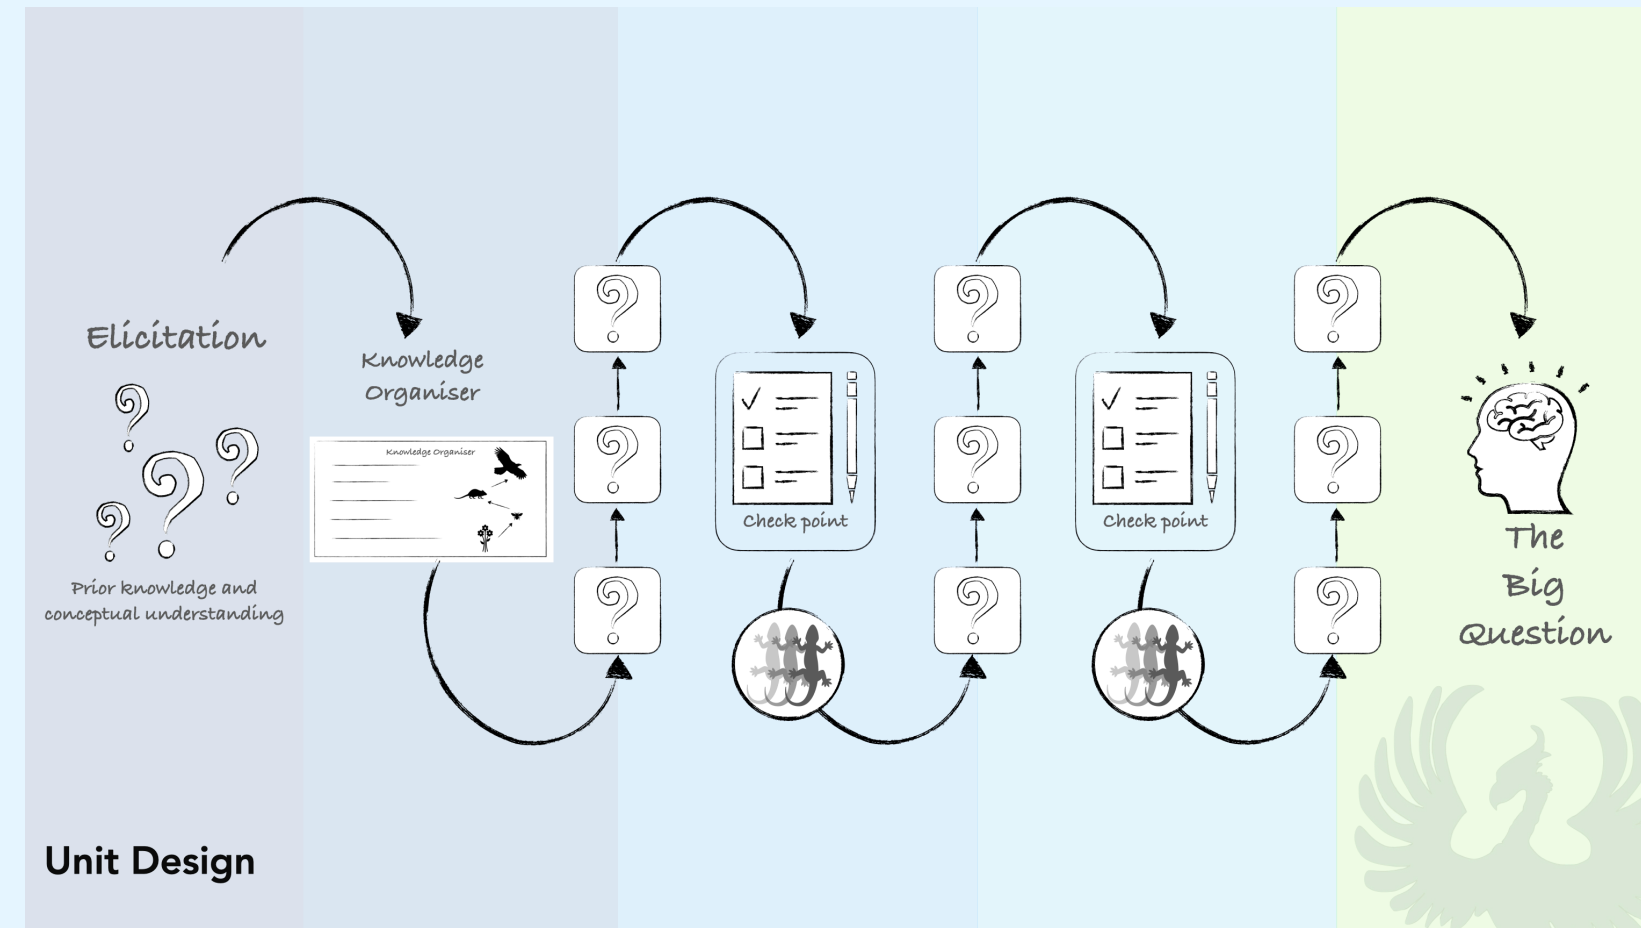 Elicitation
Prior knowledge and
conceptual understanding
Knowledge
Organiser
Knowledge Organiser
Check point
Check point
The
Big
Question
Unit Design